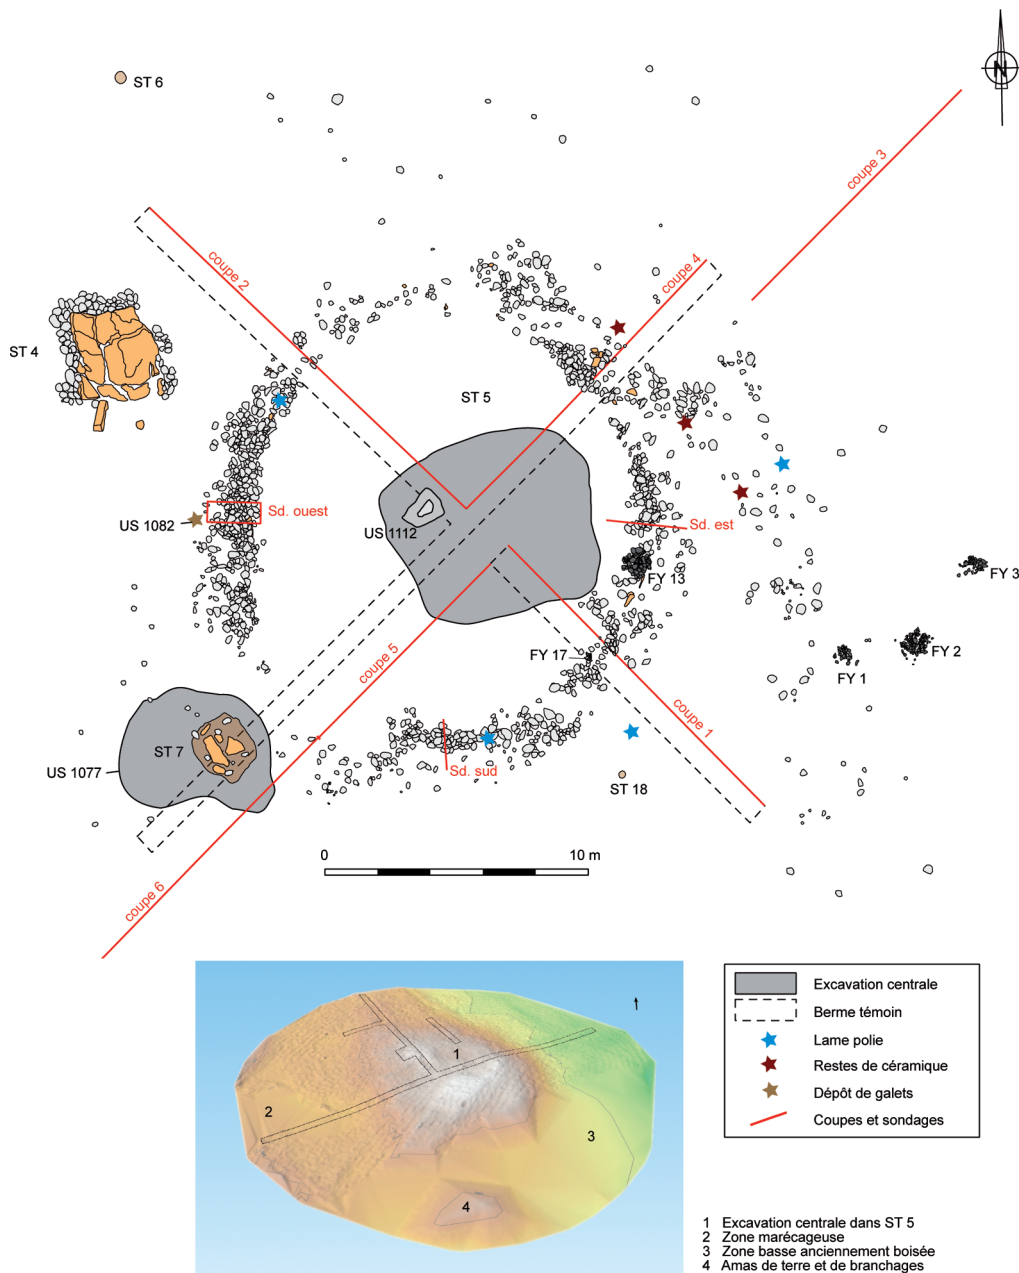 N
ST 6
coupe 3
coupe 2
coupe 4
ST 4
ST 5
US 1082
Sd. ouest
US 1112
Sd. est
FY 13
FY 3
FY 17
FY 1
FY 2
coupe 5
coupe 1
ST 7
US 1077
Sd. sud
ST 18
0
10 m
coupe 6
1
2
3
4
Excavation centrale
Berme témoin
Lame polie
Restes de céramique
Dépôt de galets
Coupes et sondages
1 Excavation centrale dans ST 5
2 Zone marécageuse
3 Zone basse anciennement boisée
4 Amas de terre et de branchages